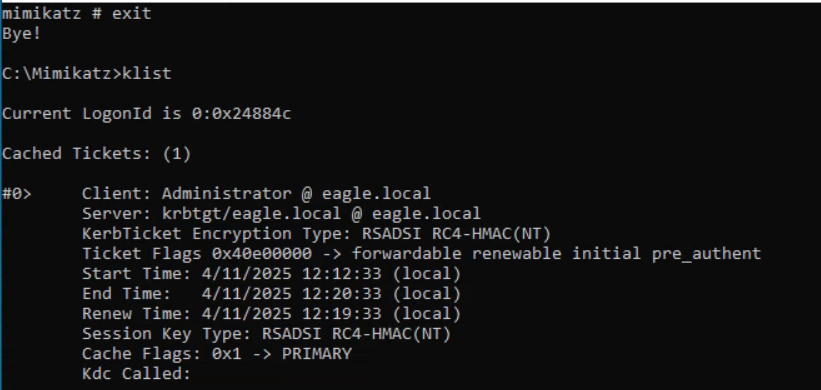 mimikatz # exit
Bye!
C:\Mimikatz>klist
Current LogonId is 0:0x24884c
Cached Tickets: (1)
#0>     Client: Administrator @ eagle.local
        Server: krbtgt/eagle.local @ eagle.local
        KerbTicket Encryption Type: RSADSI RC4-HMAC(NT)
        Ticket Flags 0x40e00000 -> forwardable renewable initial pre_authent
        Start Time: 4/11/2025 12:12:33 (local)
        End Time:   4/11/2025 12:20:33 (local)
        Renew Time: 4/11/2025 12:19:33 (local)
        Session Key Type: RSADSI RC4-HMAC(NT)
        Cache Flags: 0x1 -> PRIMARY
        Kdc Called: